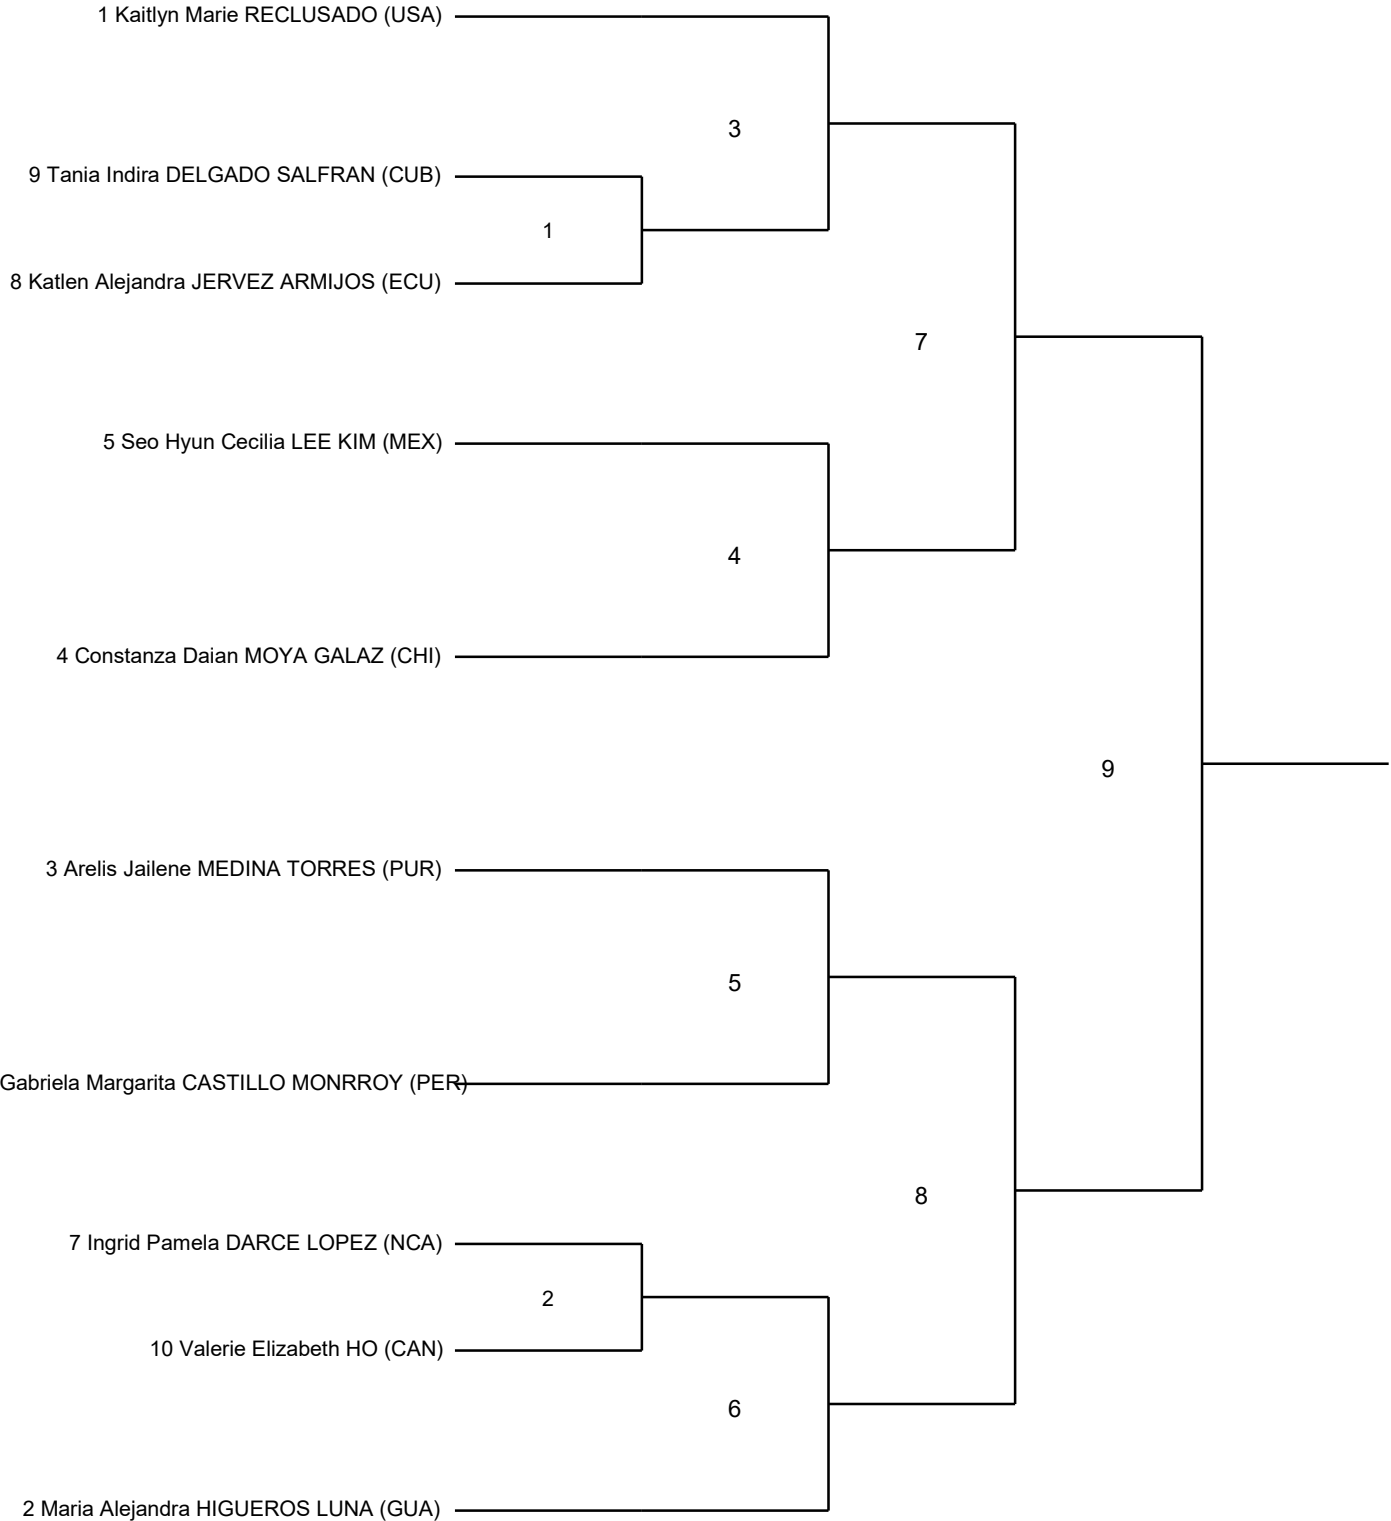 1 Kaitlyn Marie RECLUSADO (USA)
3
9 Tania Indira DELGADO SALFRAN (CUB)
1
8 Katlen Alejandra JERVEZ ARMIJOS (ECU)
7
5 Seo Hyun Cecilia LEE KIM (MEX)
4
4 Constanza Daian MOYA GALAZ (CHI)
9
3 Arelis Jailene MEDINA TORRES (PUR)
5
Gabriela Margarita CASTILLO MONRROY (PER)
8
7 Ingrid Pamela DARCE LOPEZ (NCA)
2
10 Valerie Elizabeth HO (CAN)
6
2 Maria Alejandra HIGUEROS LUNA (GUA)